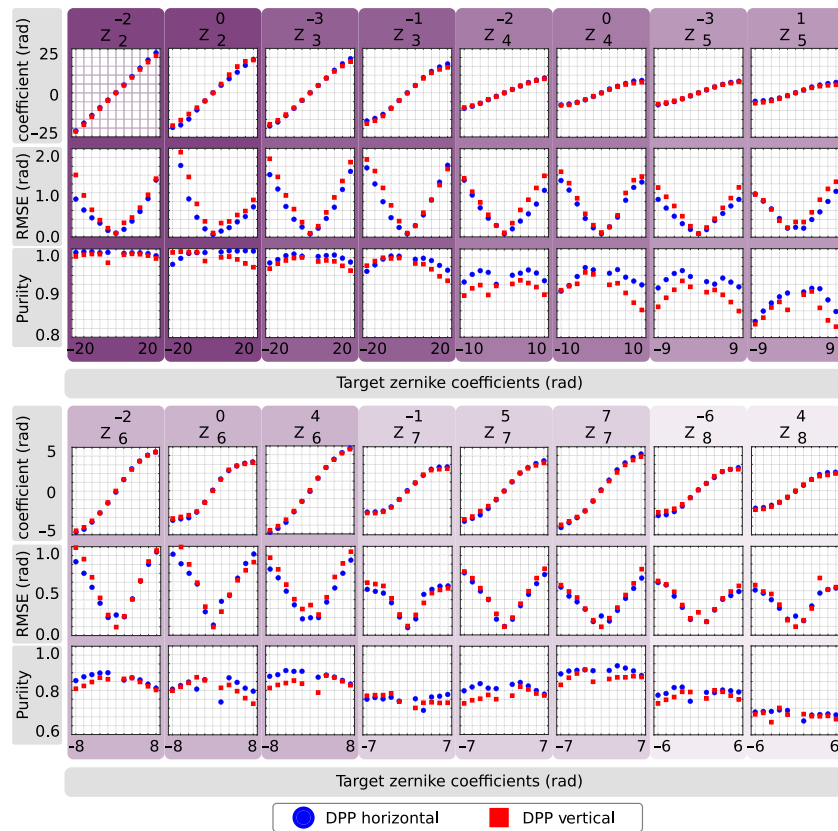 −2 0 −3 −1 −2 0 −3 1
Z 2 Z 2 Z 3 Z 3 Z 4 Z 4 Z 5 Z 5
coefficient (rad)
25
0
−25
RMSE (rad)
2.0
1.0
0.0
Puriity
1.0
0.9
0.8
−20 20 −20 20 −20 20 −20 20 −10 10 −10 10 −9 9 −9 9
Target zernike coefficients (rad)
−2 0 4 −1 5 7 −6 4
Z 6 Z 6 Z 6 Z 7 Z 7 Z 7 Z 8 Z 8
coefficient (rad)
5
0
−5
RMSE (rad)
1.0
0.5
0.0
Puriity
1.0
0.8
0.6
−8 8 −8 8 −8 8 −7 7 −7 7 −7 7 −6 6 −6 6
Target zernike coefficients (rad)
DPP horizontal DPP vertical